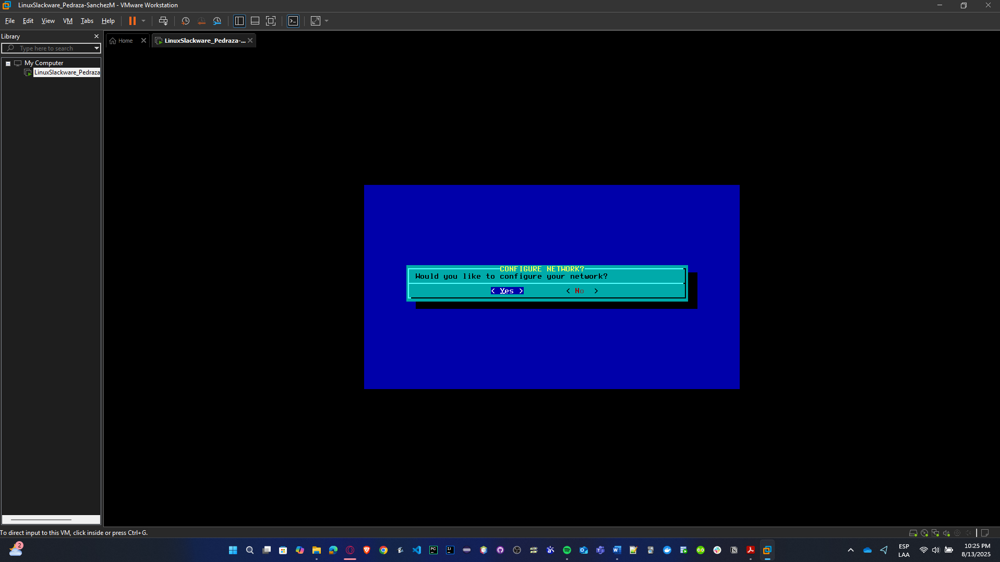 LinuxSlackware_Pedraza-SanchezM - VMware Workstation
File Edit View VM Tabs Help
Library
Type here to search
Home
LinuxSlackware_Pedraza-...
My Computer
LinuxSlackware_Pedraza
CONFIGURE NETWORK?
Would you like to configure your network?
< Yes > < No >
To direct input to this VM, click inside or press Ctrl+G.
2
ESP
LAA
10:25 PM
8/13/2025